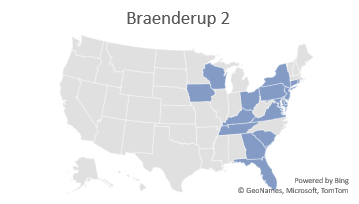 Braenderup 2
Powered by Bing
© GeoNames, Microsoft, TomTom